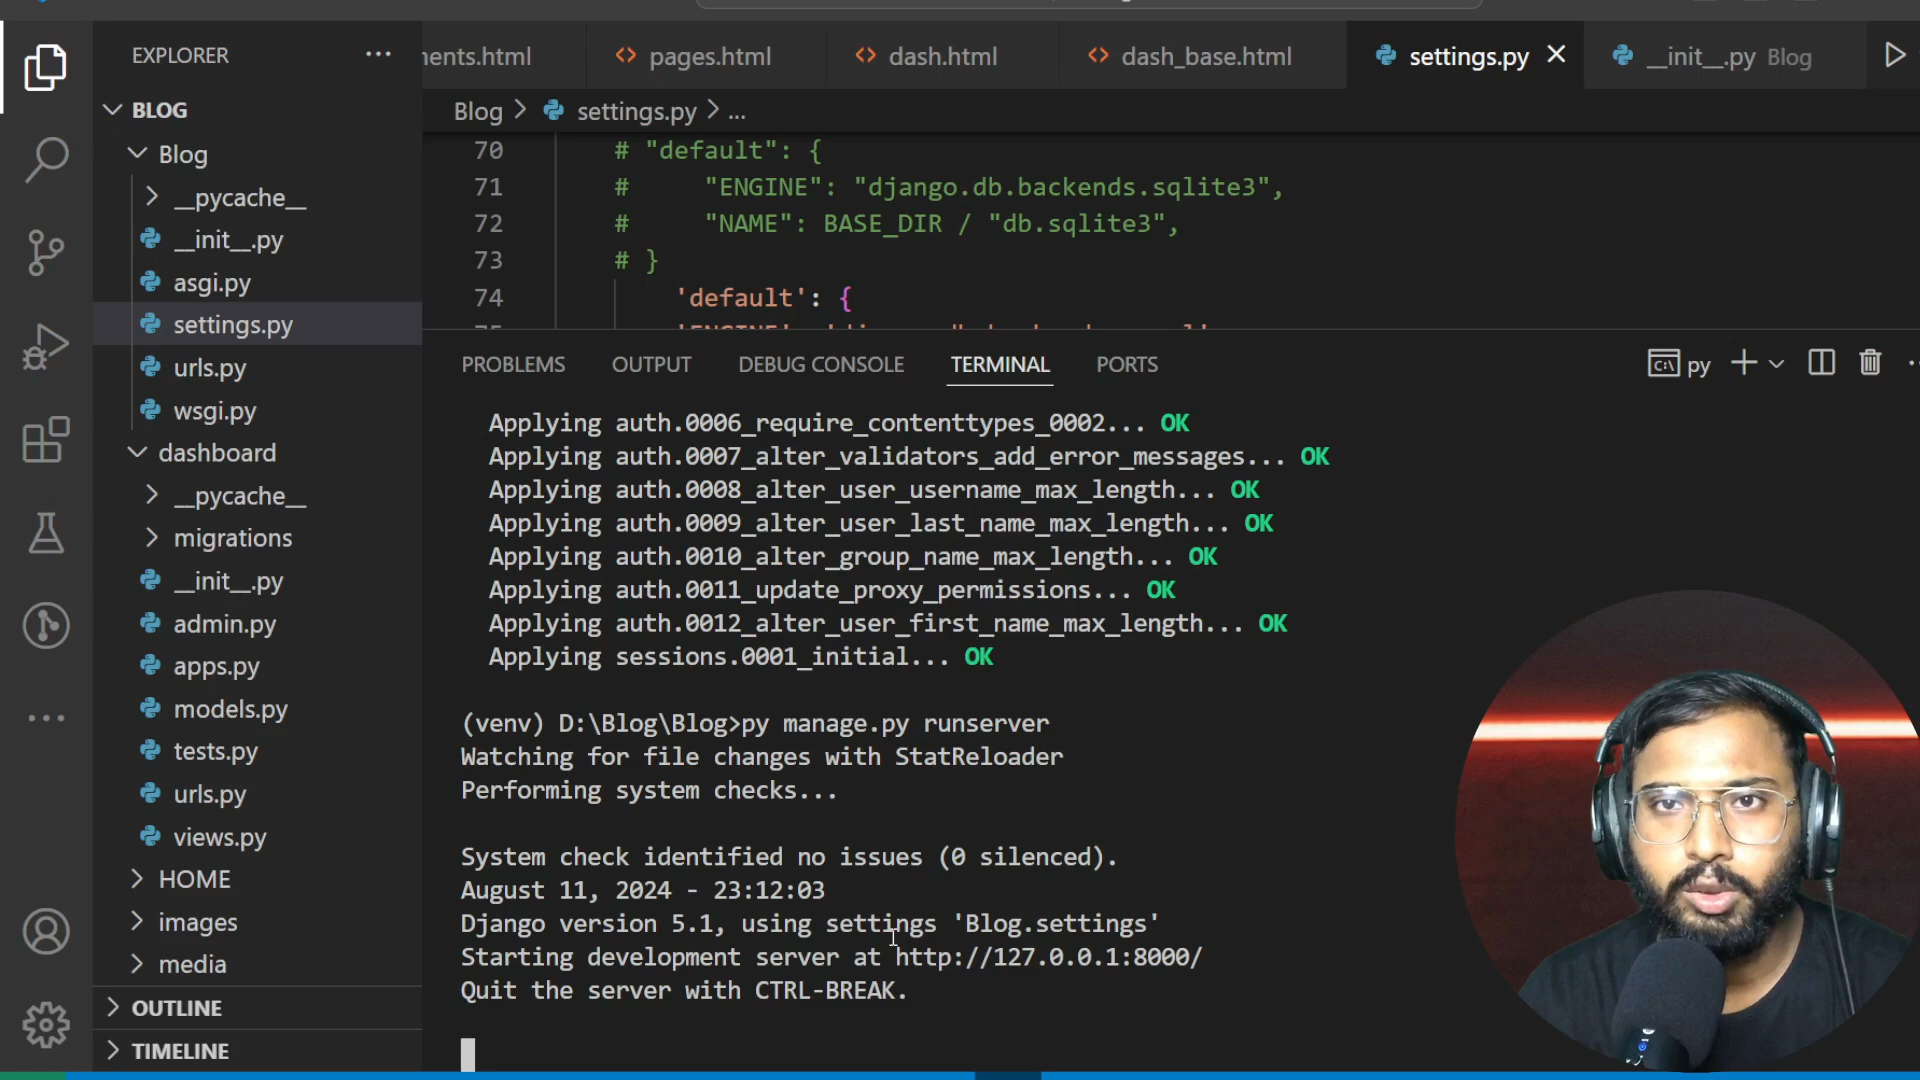 EXPLORER
BLOG
Blog
__pycache__
__init__.py
asgi.py
settings.py
urls.py
wsgi.py
dashboard
__pycache__
migrations
__init__.py
admin.py
apps.py
models.py
tests.py
urls.py
views.py
HOME
images
media
OUTLINE
TIMELINE
nents.html
pages.html
dash.html
dash_base.html
settings.py
__init__.py Blog
Blog > settings.py > ...
70 # "default": {
71 #     "ENGINE": "django.db.backends.sqlite3",
72 #     "NAME": BASE_DIR / "db.sqlite3",
73 # }
74 'default': {
PROBLEMS OUTPUT DEBUG CONSOLE TERMINAL PORTS
py
Applying auth.0006_require_contenttypes_0002... OK
Applying auth.0007_alter_validators_add_error_messages... OK
Applying auth.0008_alter_user_username_max_length... OK
Applying auth.0009_alter_user_last_name_max_length... OK
Applying auth.0010_alter_group_name_max_length... OK
Applying auth.0011_update_proxy_permissions... OK
Applying auth.0012_alter_user_first_name_max_length... OK
Applying sessions.0001_initial... OK
(venv) D:\Blog\Blog>py manage.py runserver
Watching for file changes with StatReloader
Performing system checks...
System check identified no issues (0 silenced).
August 11, 2024 - 23:12:03
Django version 5.1, using settings 'Blog.settings'
Starting development server at http://127.0.0.1:8000/
Quit the server with CTRL-BREAK.